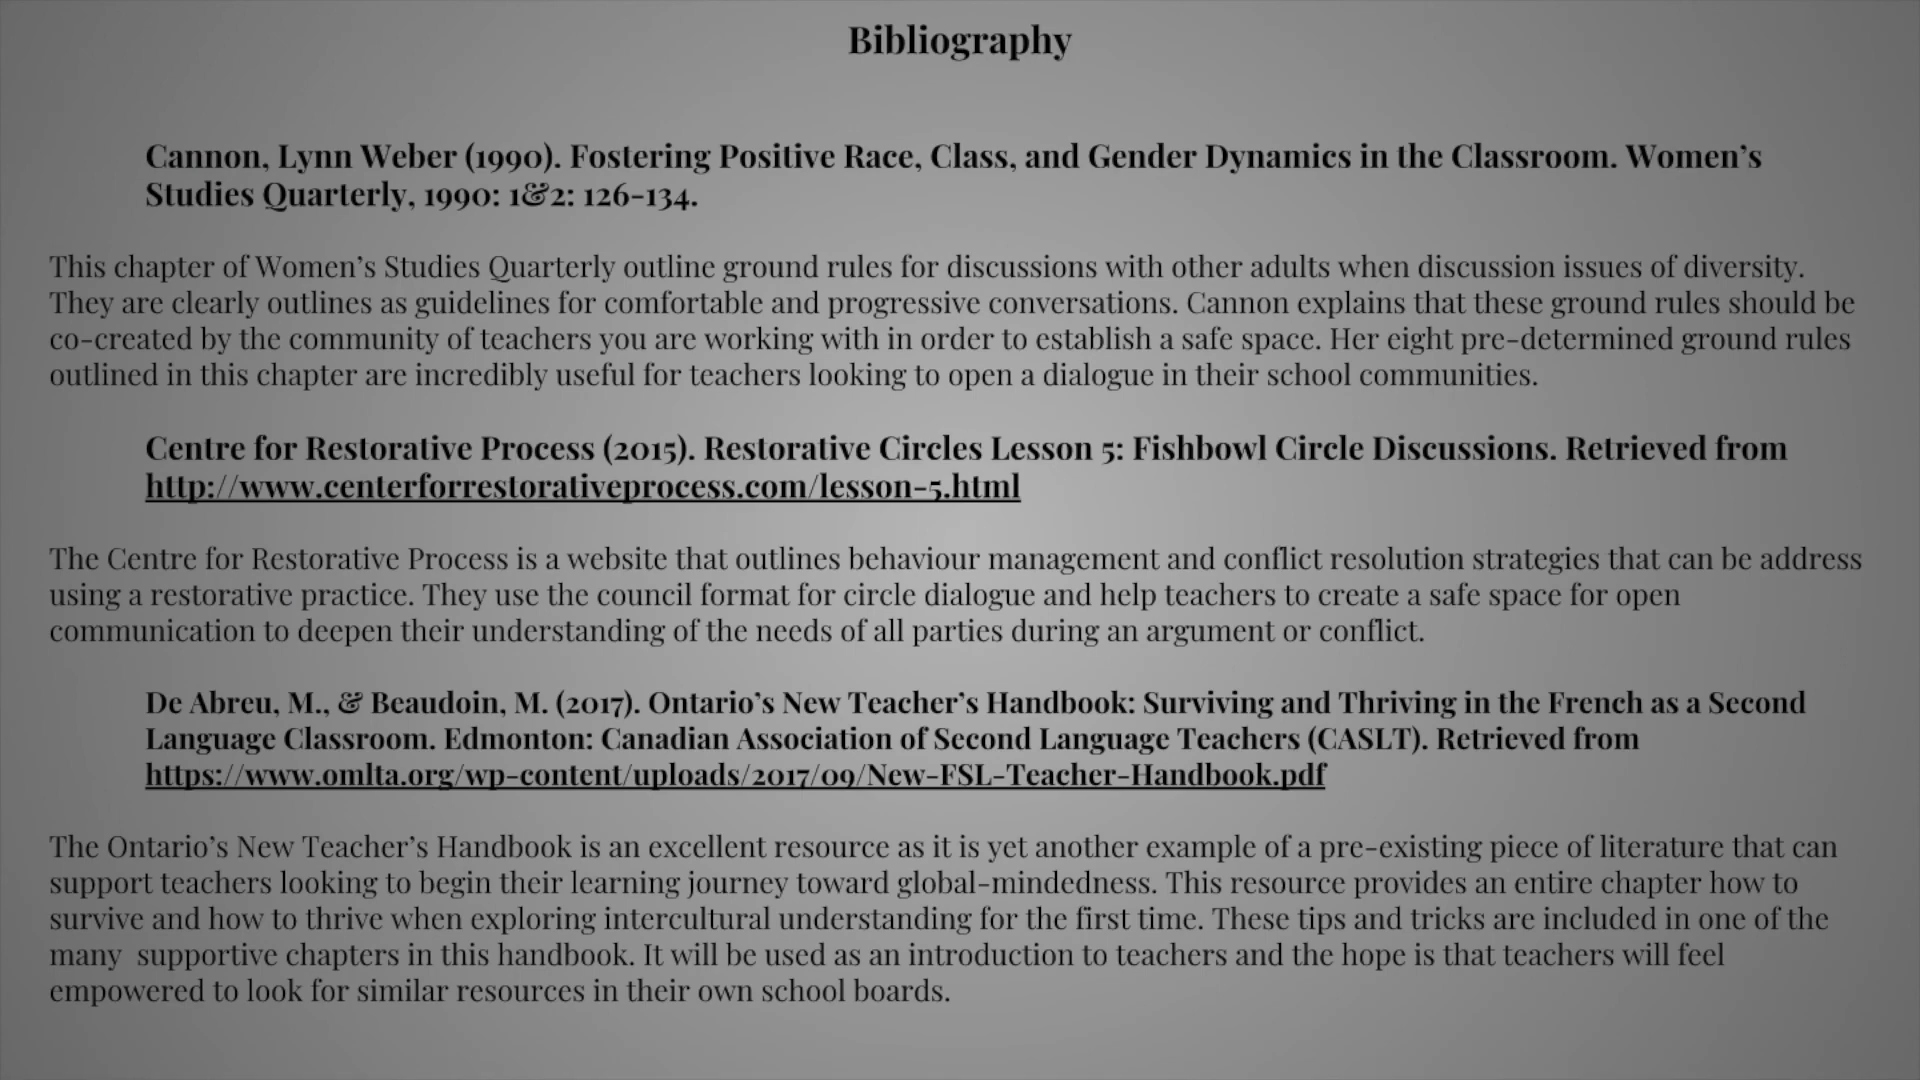 Bibliography
Cannon, Lynn Weber (1990). Fostering Positive Race, Class, and Gender Dynamics in the Classroom. Women's
Studies Quarterly, 1990: 1&2: 126-134.
This chapter of Women's Studies Quarterly outline ground rules for discussions with other adults when discussion issues of diversity.
They are clearly outlines as guidelines for comfortable and progressive conversations. Cannon explains that these ground rules should be
co-created by the community of teachers you are working with in order to establish a safe space. Her eight pre-determined ground rules
outlined in this chapter are incredibly useful for teachers looking to open a dialogue in their school communities.
Centre for Restorative Process (2015). Restorative Circles Lesson 5: Fishbowl Circle Discussions. Retrieved from
http://www.centerforrestorativeprocess.com/lesson-5.html
The Centre for Restorative Process is a website that outlines behaviour management and conflict resolution strategies that can be address
using a restorative practice. They use the council format for circle dialogue and help teachers to create a safe space for open
communication to deepen their understanding of the needs of all parties during an argument or conflict.
De Abreu, M., & Beaudoin, M. (2017). Ontario's New Teacher's Handbook: Surviving and Thriving in the French as a Second
Language Classroom. Edmonton: Canadian Association of Second Language Teachers (CASLT). Retrieved from
https://www.omlta.org/wp-content/uploads/2017/09/New-FSL-Teacher-Handbook.pdf
The Ontario's New Teacher's Handbook is an excellent resource as it is yet another example of a pre-existing piece of literature that can
support teachers looking to begin their learning journey toward global-mindedness. This resource provides an entire chapter how to
survive and how to thrive when exploring intercultural understanding for the first time. These tips and tricks are included in one of the
many  supportive chapters in this handbook. It will be used as an introduction to teachers and the hope is that teachers will feel
empowered to look for similar resources in their own school boards.